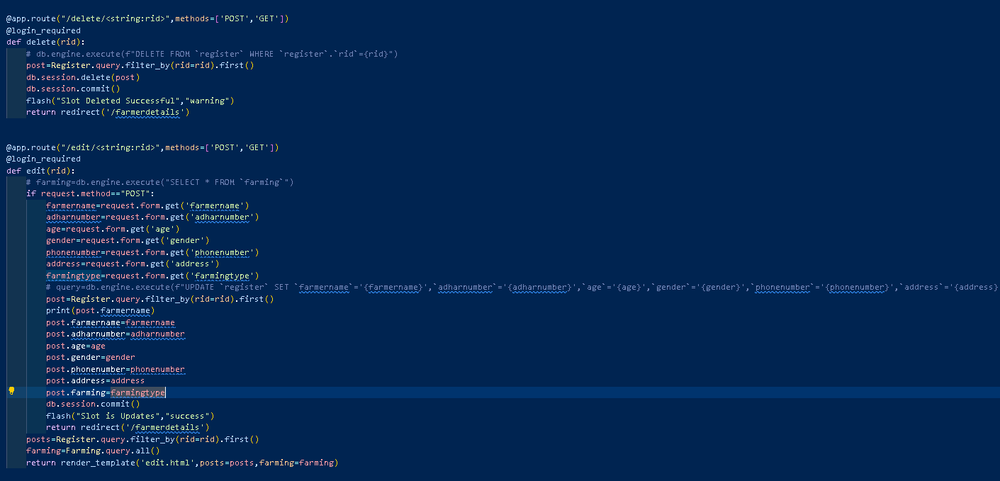 @app.route("/delete/<string:rid>",methods=['POST','GET'])
@login_required
def delete(rid):
    # db.engine.execute(f"DELETE FROM `register` WHERE `register`.`rid`={rid}")
    post=Register.query.filter_by(rid=rid).first()
    db.session.delete(post)
    db.session.commit()
    flash("Slot Deleted Successful","warning")
    return redirect('/farmerdetails')
@app.route("/edit/<string:rid>",methods=['POST','GET'])
@login_required
def edit(rid):
    # farming=db.engine.execute("SELECT * FROM `farming`")
    if request.method=="POST":
        farmername=request.form.get('farmername')
        adharnumber=request.form.get('adharnumber')
        age=request.form.get('age')
        gender=request.form.get('gender')
        phonenumber=request.form.get('phonenumber')
        address=request.form.get('address')
        farmingtype=request.form.get('farmingtype')
        # query=db.engine.execute(f"UPDATE `register` SET `farmername`='{farmername}',`adharnumber`='{adharnumber}',`age`='{age}',`gender`='{gender}',`phonenumber`='{phonenumber}',`address`='{address}
        post=Register.query.filter_by(rid=rid).first()
        print(post.farmername)
        post.farmername=farmername
        post.adharnumber=adharnumber
        post.age=age
        post.gender=gender
        post.phonenumber=phonenumber
        post.address=address
        post.farming=farmingtype
        db.session.commit()
        flash("Slot is Updates","success")
        return redirect('/farmerdetails')
    posts=Register.query.filter_by(rid=rid).first()
    farming=Farming.query.all()
    return render_template('edit.html',posts=posts,farming=farming)